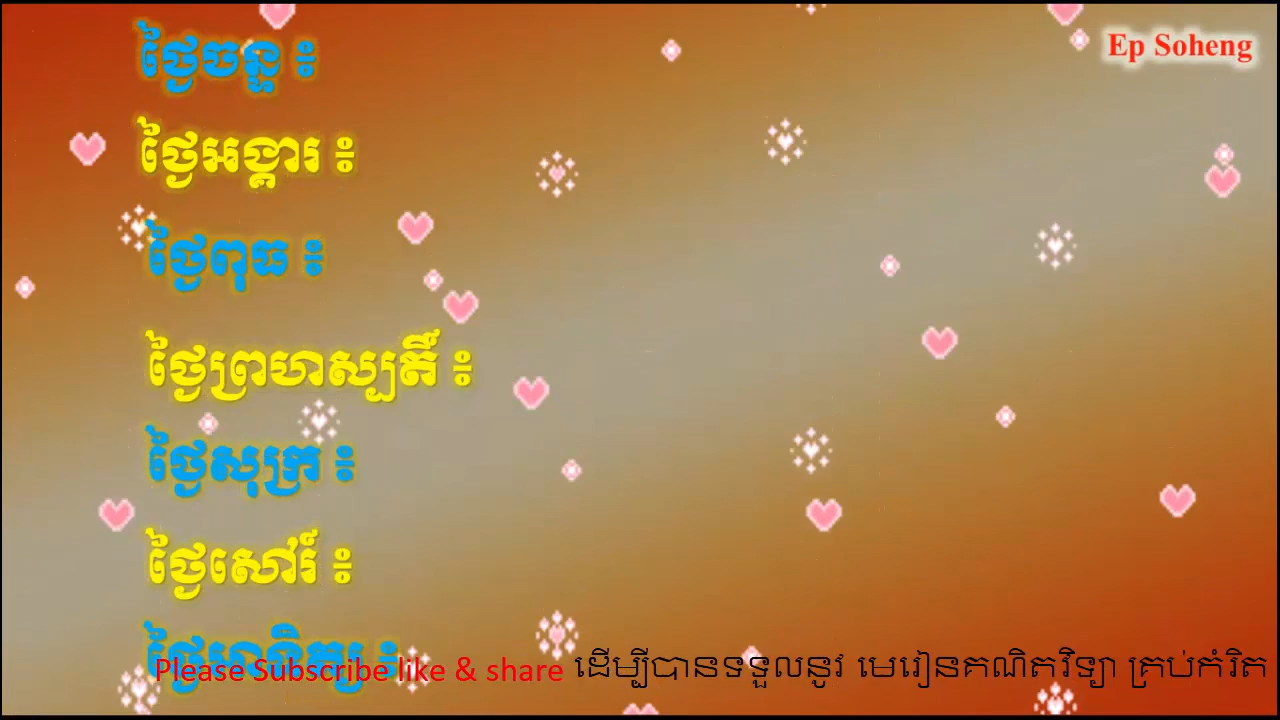 ថ្ងៃចន្ទ ៖
Ep Soheng
ថ្ងៃអង្គារ ៖
ថ្ងៃពុធ ៖
ថ្ងៃព្រហស្បតិ៍ ៖
ថ្ងៃសុក្រ ៖
ថ្ងៃសៅរ៍ ៖
ថ្ងៃអាទិត្យ ៖
Please Subscribe like & share ដើម្បីបានទទួលនូវ មេរៀនគណិតវិទ្យា គ្រប់កំរិត